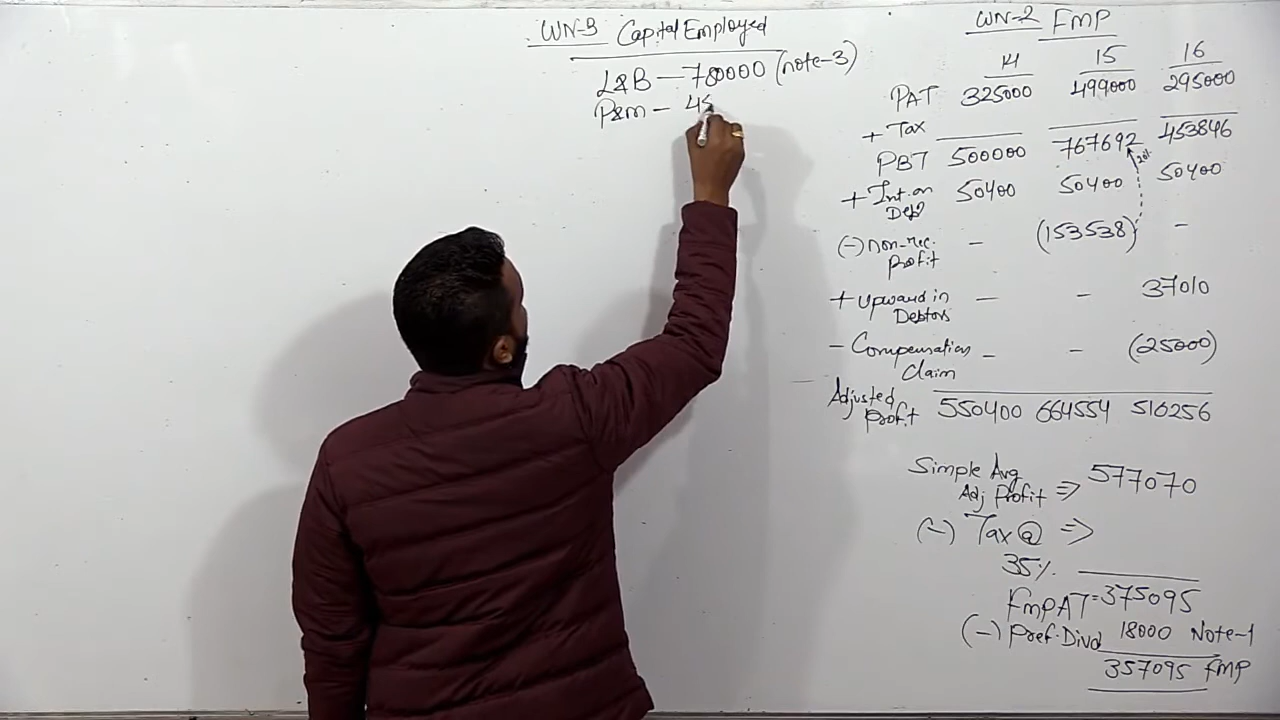 WN-3 Capital Employed
L&B — 780000 (note-3)
P&m — 45
WN-2 FMP
14 15 16
PAT 325000 499000 295000
+ Tax
PBT 500000 767692 453846
+ Int. on Dep? 50400 50400 50400
(-) Non-rec. profit - (153538) -
+ Upward in Debtors - - 37010
- Compensation Claim - - (25000)
Adjusted Profit 550400 664554 516256
Simple Avg
Adj Profit => 577070
(-) Tax @ =>
35%
FMPAT = 375095
(-) Pref. Divd 18000 Note-1
357095 FMP